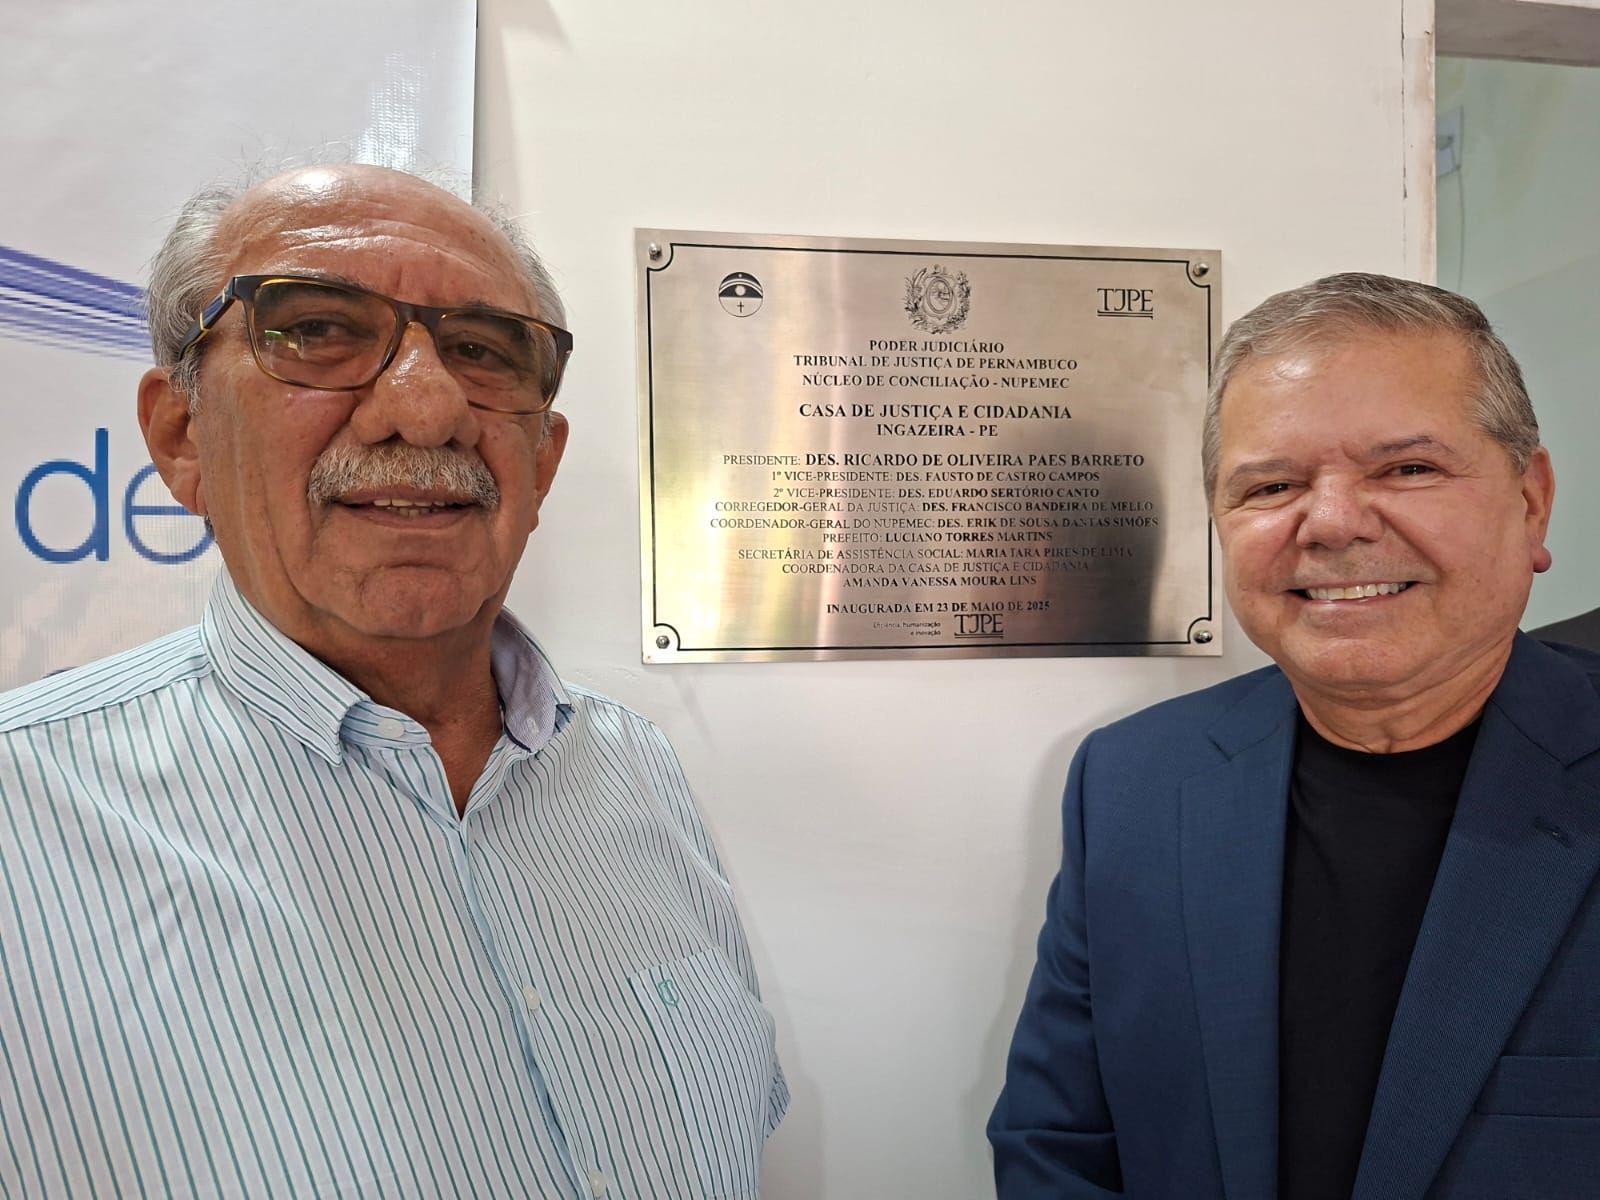 de
TJPE
PODER JUDICIÁRIO
TRIBUNAL DE JUSTIÇA DE PERNAMBUCO
NÚCLEO DE CONCILIAÇÃO - NUPEMEC
CASA DE JUSTIÇA E CIDADANIA
INGAZEIRA - PE
PRESIDENTE: DES. RICARDO DE OLIVEIRA PAES BARRETO
1º VICE-PRESIDENTE: DES. FAUSTO DE CASTRO CAMPOS
2º VICE-PRESIDENTE: DES. EDUARDO SERTÓRIO CANTO
CORREGEDOR-GERAL DA JUSTIÇA: DES. FRANCISCO BANDEIRA DE MELLO
COORDENADOR-GERAL DO NUPEMEC: DES. ERIK DE SOUSA DANTAS SIMÕES
PREFEITO: LUCIANO TORRES MARTINS
SECRETÁRIA DE ASSISTÊNCIA SOCIAL: MARIA TARA PIRES DE LIMA
COORDENADORA DA CASA DE JUSTIÇA E CIDADANIA
AMANDA VANESSA MOURA LINS
INAUGURADA EM 23 DE MAIO DE 2025
Eficiência, humanização
e inovação
TJPE